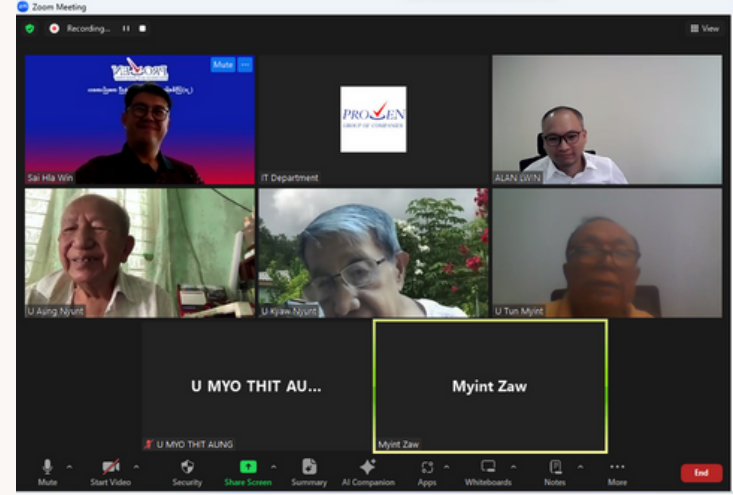 Zoom Meeting
Recording...
View
PROVEN
Mute
Sai Hla Win
PROVEN
GROUP OF COMPANIES
IT Department
ALAN LWIN
U Aung Nyunt
U Kyaw Nyunt
U Tun Myint
U MYO THIT AU...
U MYO THIT AUNG
Myint Zaw
Myint Zaw
Mute
Start Video
Security
Share Screen
1
Summary
AI Companion
Apps
Whiteboards
Notes
More
End